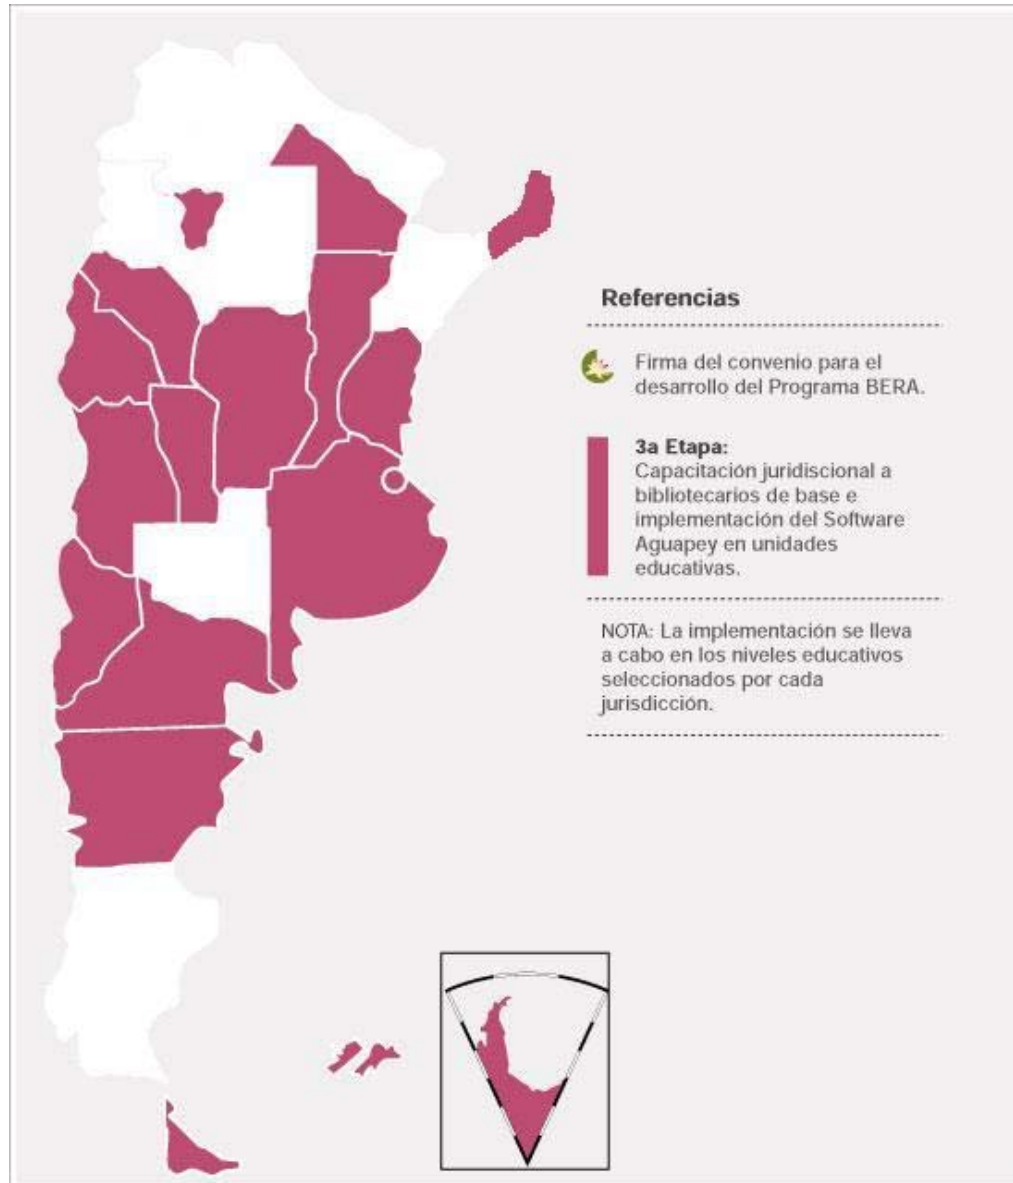 Referencias
Firma del convenio para el
desarrollo del Programa BERA.
3a Etapa:
Capacitación juridiscional a
bibliotecarios de base e
implementación del Software
Aguapey en unidades
educativas.
NOTA: La implementación se lleva
a cabo en los niveles educativos
seleccionados por cada
jurisdicción.